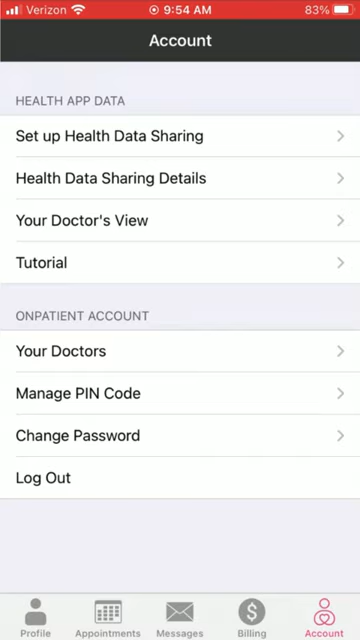 Verizon 9:54 AM 83%
Account
HEALTH APP DATA
Set up Health Data Sharing
Health Data Sharing Details
Your Doctor's View
Tutorial
ONPATIENT ACCOUNT
Your Doctors
Manage PIN Code
Change Password
Log Out
Profile Appointments Messages Billing Account